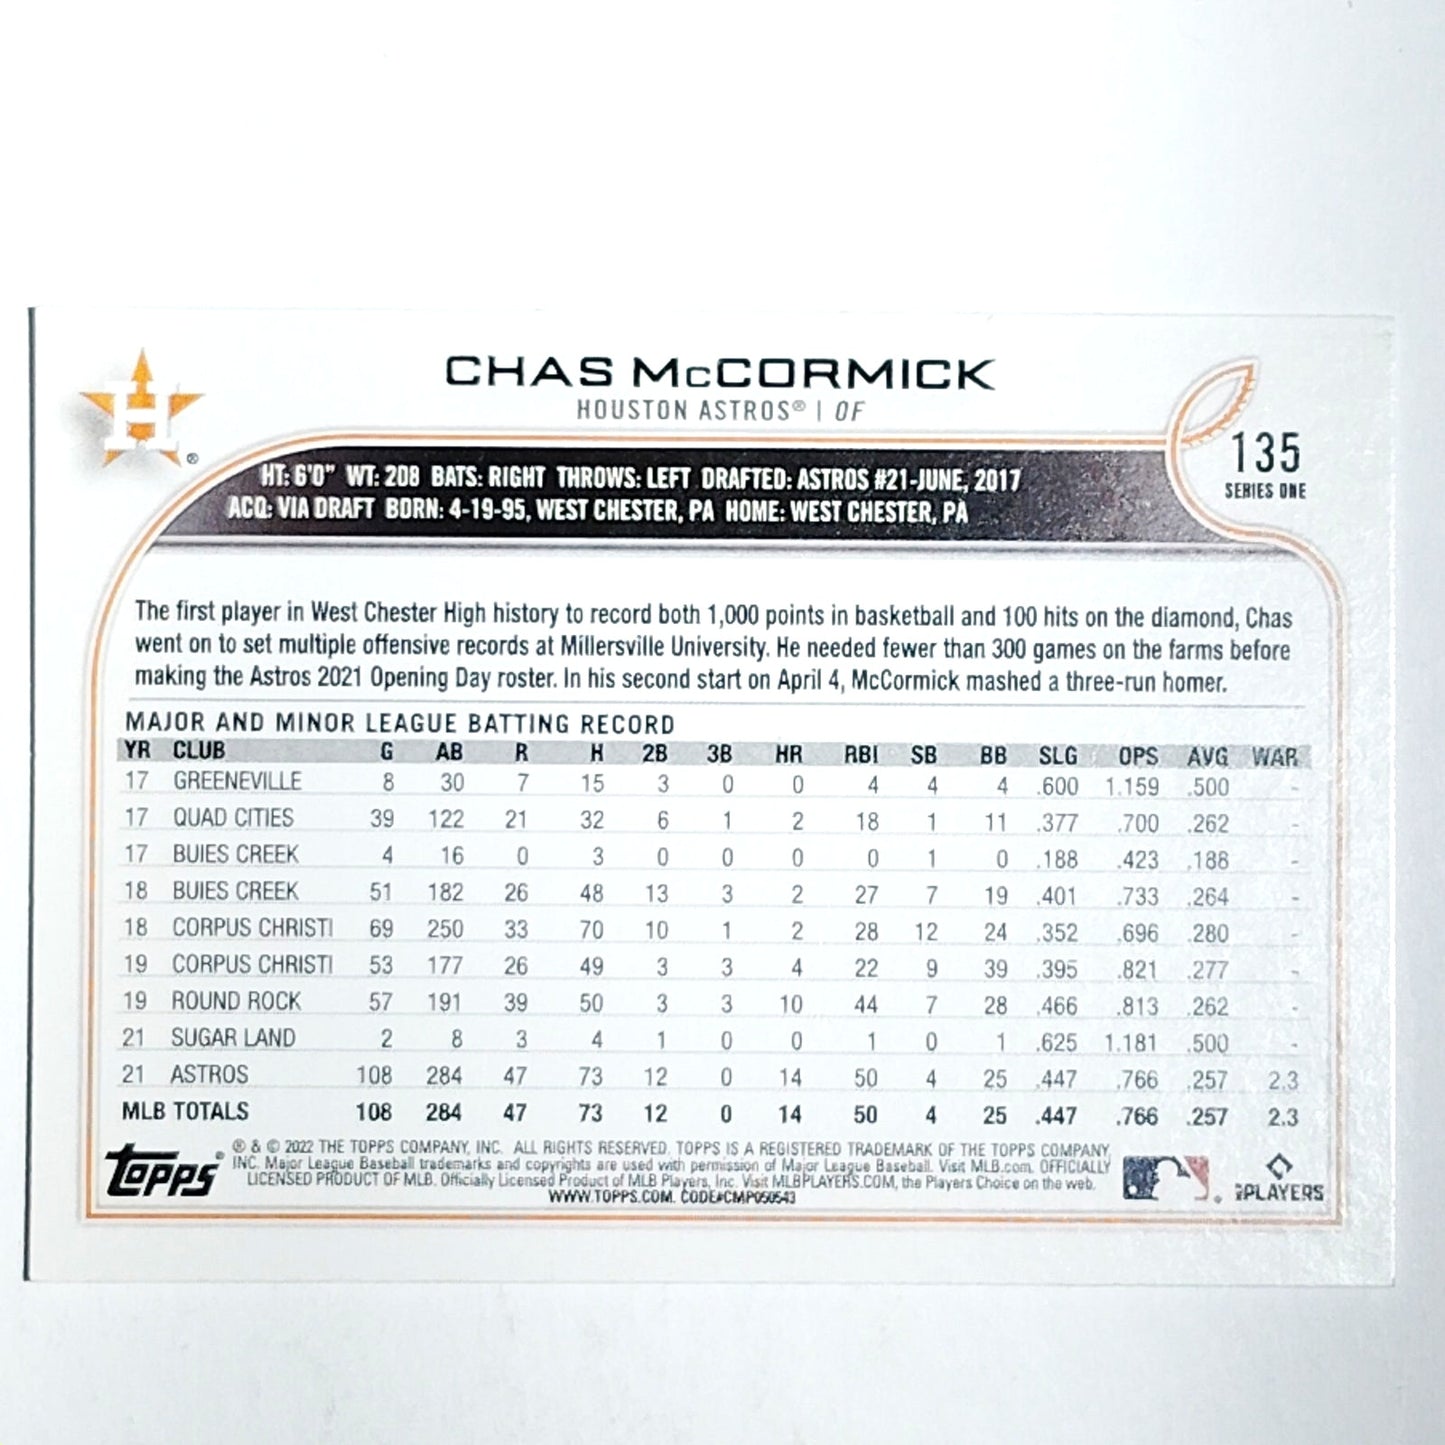 CHAS McCORMICK
HOUSTON ASTROS® | OF
H
®
135
SERIES ONE
HT: 6'0" WT: 208 BATS: RIGHT THROWS: LEFT DRAFTED: ASTROS #21-JUNE, 2017
ACQ: VIA DRAFT BORN: 4-19-95, WEST CHESTER, PA HOME: WEST CHESTER, PA
The first player in West Chester High history to record both 1,000 points in basketball and 100 hits on the diamond, Chas
went on to set multiple offensive records at Millersville University. He needed fewer than 300 games on the farms before
making the Astros 2021 Opening Day roster. In his second start on April 4, McCormick mashed a three-run homer.
MAJOR AND MINOR LEAGUE BATTING RECORD
YR CLUB G AB R H 2B 3B HR RBI SB BB SLG OPS AVG WAR
17 GREENEVILLE 8 30 7 15 3 0 0 4 4 4 .600 1.159 .500 -
17 QUAD CITIES 39 122 21 32 6 1 2 18 1 11 .377 .700 .262 -
17 BUIES CREEK 4 16 0 3 0 0 0 0 1 0 .188 .423 .188 -
18 BUIES CREEK 51 182 26 48 13 3 2 27 7 19 .401 .733 .264 -
18 CORPUS CHRISTI 69 250 33 70 10 1 2 28 12 24 .352 .696 .280 -
19 CORPUS CHRISTI 53 177 26 49 3 3 4 22 9 39 .395 .821 .277 -
19 ROUND ROCK 57 191 39 50 3 3 10 44 7 28 .466 .813 .262 -
21 SUGAR LAND 2 8 3 4 1 0 0 1 0 1 .625 1.181 .500 -
21 ASTROS 108 284 47 73 12 0 14 50 4 25 .447 .766 .257 2.3
MLB TOTALS 108 284 47 73 12 0 14 50 4 25 .447 .766 .257 2.3
Topps®
® & © 2022 THE TOPPS COMPANY, INC. ALL RIGHTS RESERVED. TOPPS IS A REGISTERED TRADEMARK OF THE TOPPS COMPANY,
INC. Major League Baseball trademarks and copyrights are used with permission of Major League Baseball. Visit MLB.com. OFFICIALLY
LICENSED PRODUCT OF MLB. Officially Licensed Product of MLB Players, Inc. Visit MLBPLAYERS.COM, the Players Choice on the web.
WWW.TOPPS.COM. CODE#CMP050543
PLAYERS